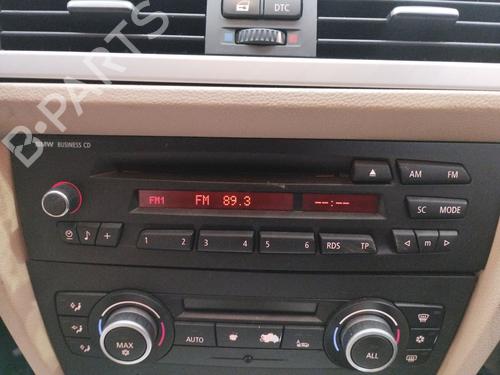 DTC
B-PARTS
BMW BUSINESS CD
AM FM
FM1 FM 89.3 --:--
SC MODE
1 2 3 4 5 6 RDS TP m
MAX AUTO ALL